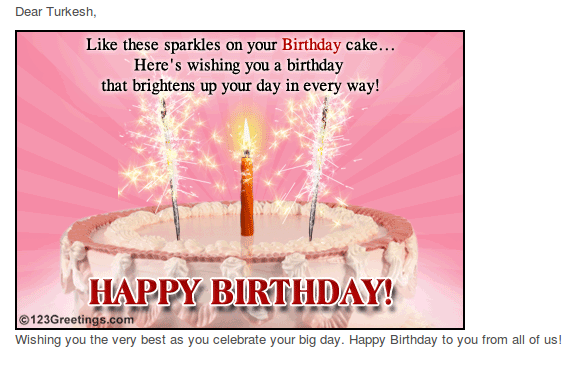 Dear Turkesh,
Like these sparkles on your Birthday cake...
Here's wishing you a birthday
that brightens up your day in every way!
HAPPY BIRTHDAY!
©123Greetings.com
Wishing you the very best as you celebrate your big day. Happy Birthday to you from all of us!